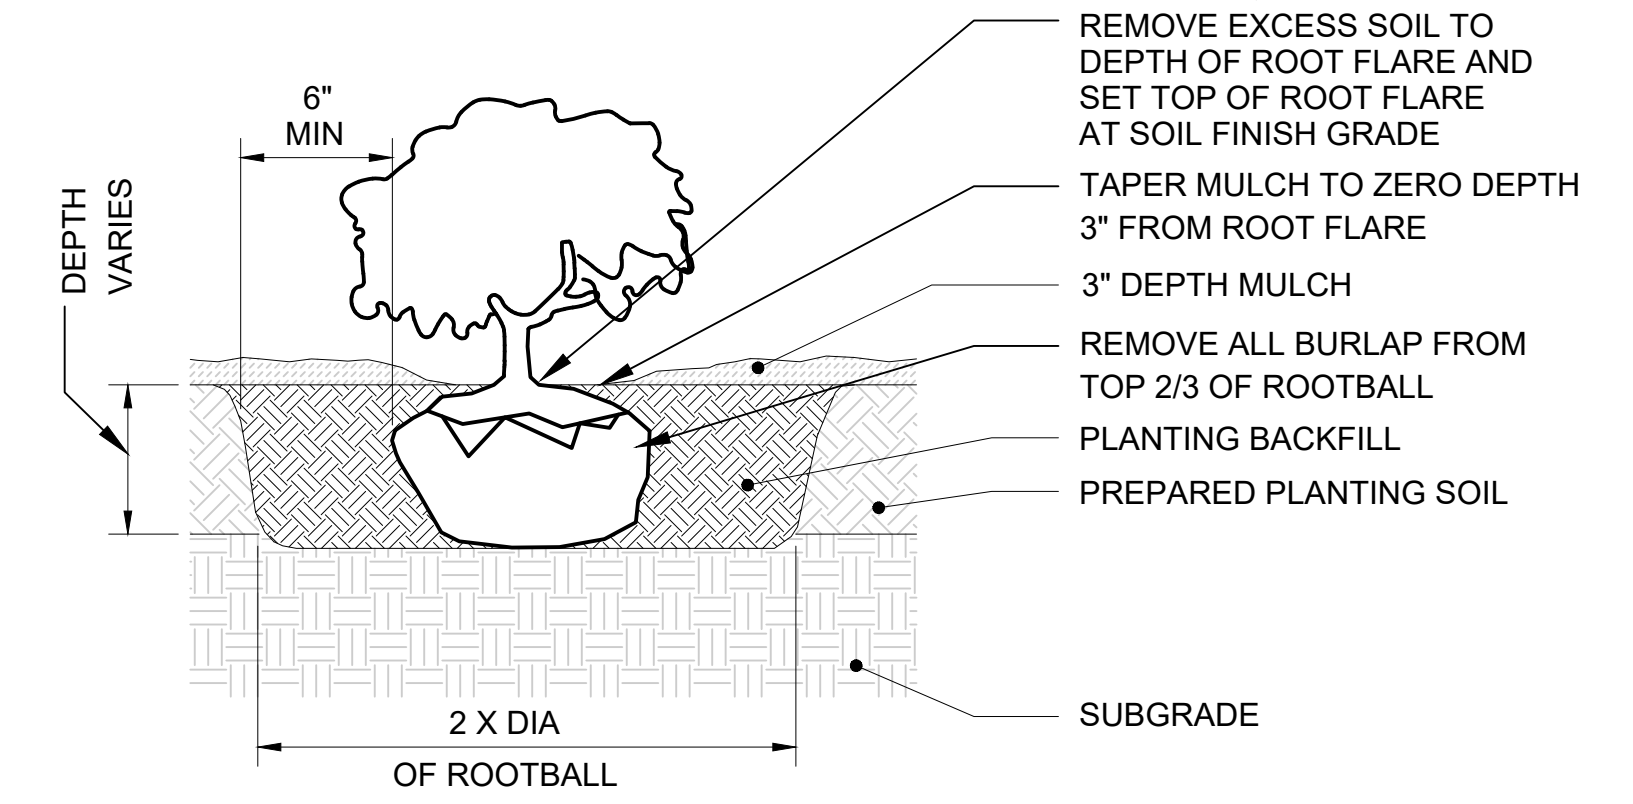 REMOVE EXCESS SOIL TO
DEPTH OF ROOT FLARE AND
SET TOP OF ROOT FLARE
AT SOIL FINISH GRADE
6"
MIN
TAPER MULCH TO ZERO DEPTH
3" FROM ROOT FLARE
DEPTH
VARIES
3" DEPTH MULCH
REMOVE ALL BURLAP FROM
TOP 2/3 OF ROOTBALL
PLANTING BACKFILL
PREPARED PLANTING SOIL
SUBGRADE
2 X DIA
OF ROOTBALL